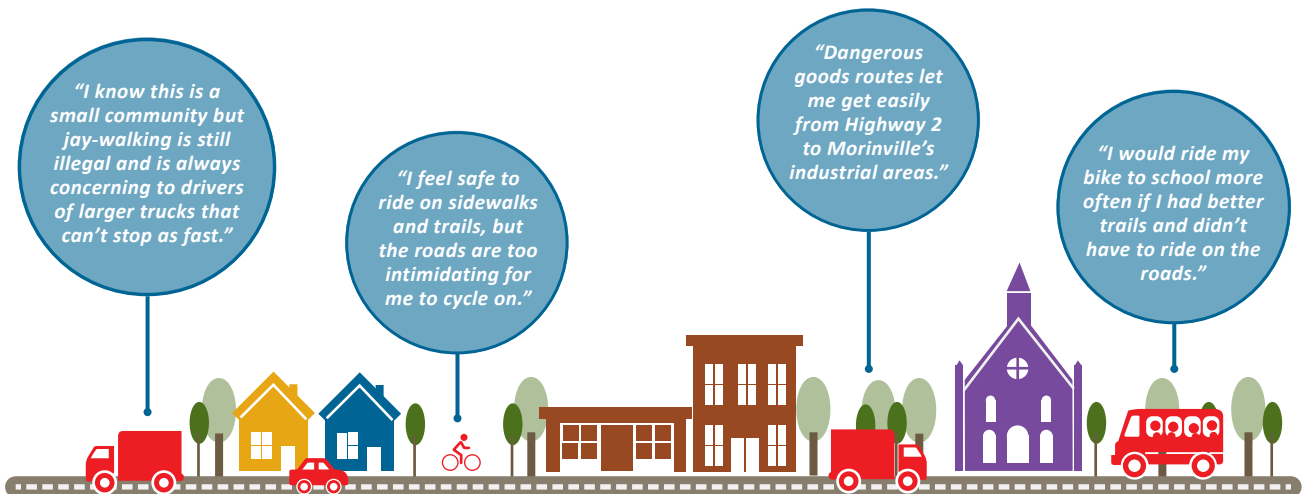 “I know this is a
small community but
jay-walking is still
illegal and is always
concerning to drivers
of larger trucks that
can’t stop as fast.”
“I feel safe to
ride on sidewalks
and trails, but
the roads are too
intimidating for
me to cycle on.”
“Dangerous
goods routes let
me get easily
from Highway 2
to Morinville’s
industrial areas.”
“I would ride my
bike to school more
often if I had better
trails and didn’t
have to ride on the
roads.”